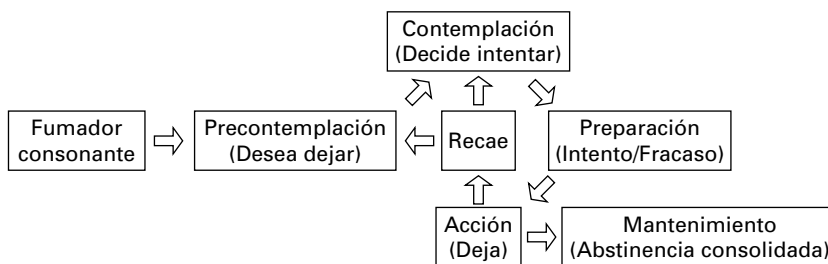 Contemplación
(Decide intentar)
Fumador
consonante
Precontemplación
(Desea dejar)
Recae
Preparación
(Intento/Fracaso)
Acción
(Deja)
Mantenimiento
(Abstinencia consolidada)